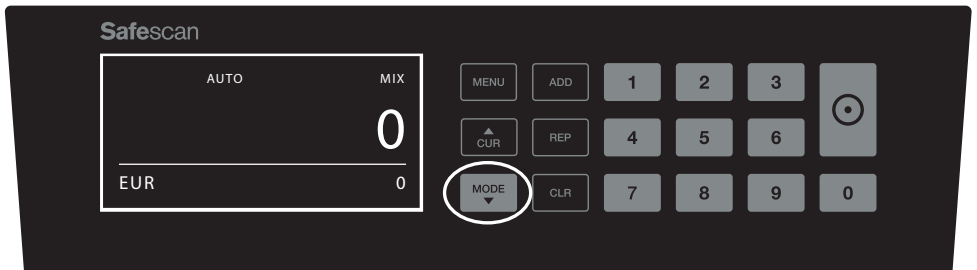 Safescan
AUTO MIX
0
EUR 0
MENU ADD 1 2 3
CUR REP 4 5 6
MODE CLR 7 8 9 0